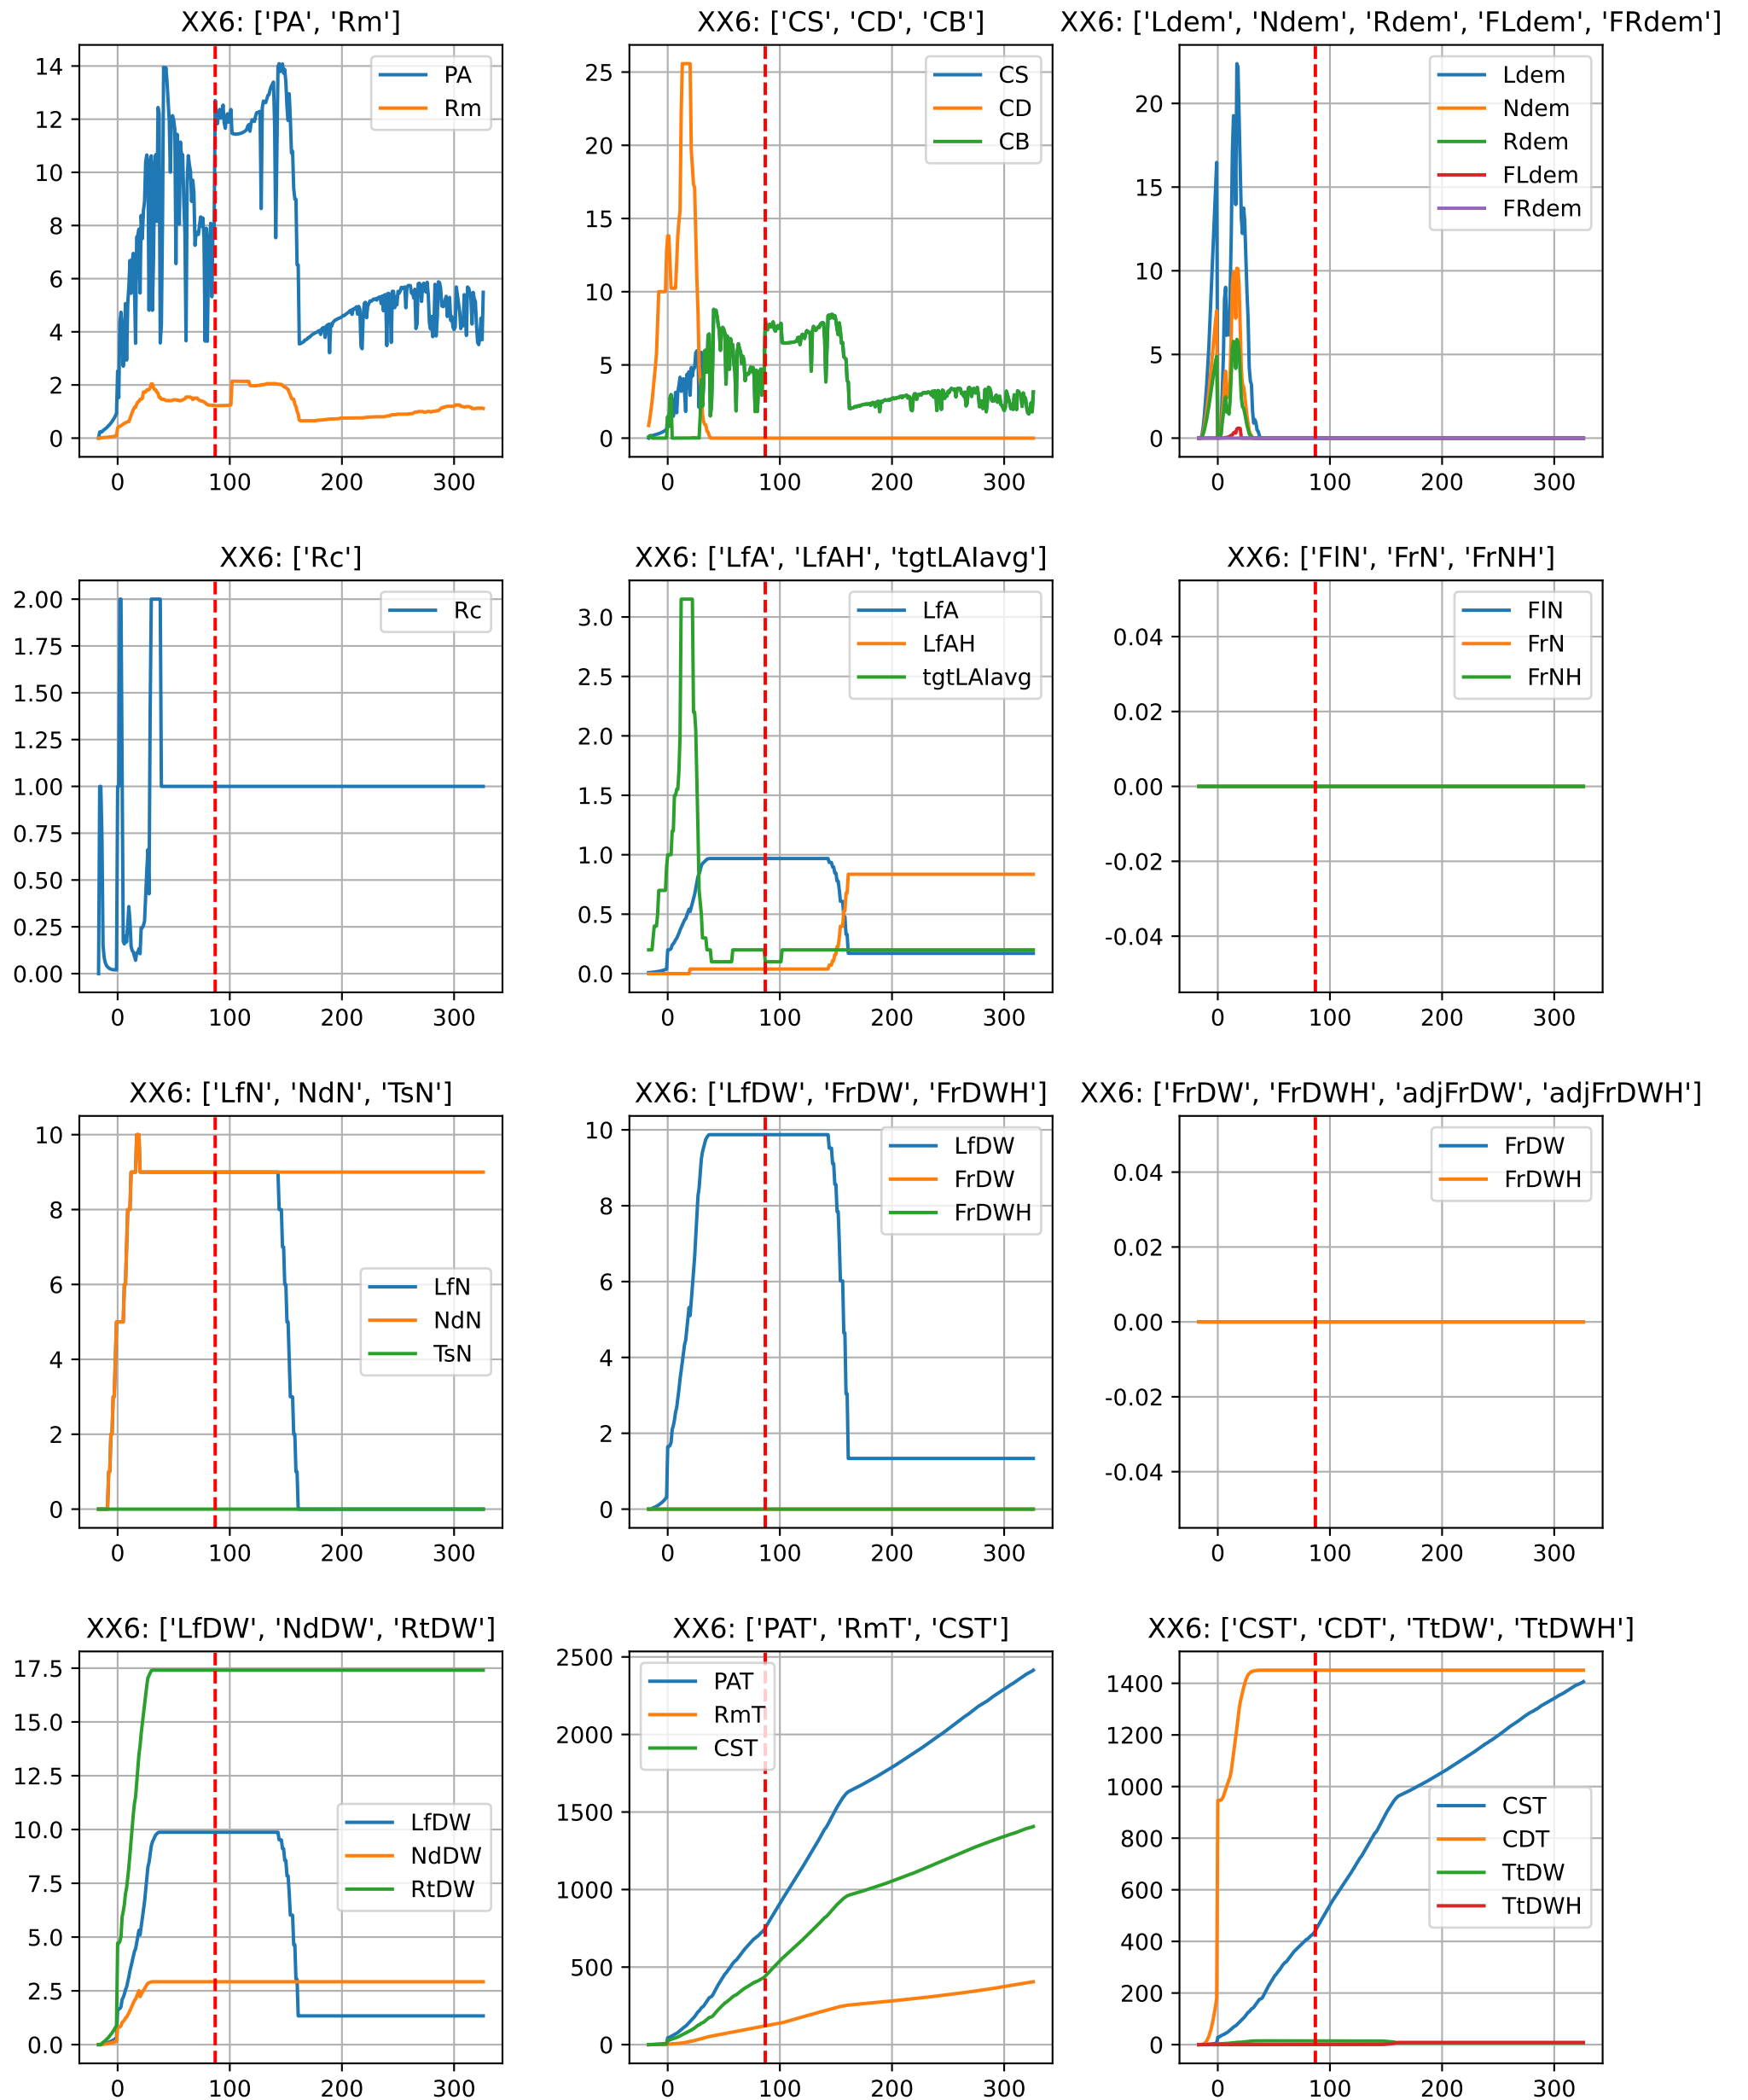 XX6: ['PA', 'Rm']
14
12
10
8
6
4
2
0
0 100 200 300
PA
Rm
XX6: ['CS', 'CD', 'CB']
25
20
15
10
5
0
0 100 200 300
CS
CD
CB
XX6: ['Ldem', 'Ndem', 'Rdem', 'FLdem', 'FRdem']
20
15
10
5
0
0 100 200 300
Ldem
Ndem
Rdem
FLdem
FRdem
XX6: ['Rc']
2.00
1.75
1.50
1.25
1.00
0.75
0.50
0.25
0.00
0 100 200 300
Rc
XX6: ['LfA', 'LfAH', 'tgtLAIavg']
3.0
2.5
2.0
1.5
1.0
0.5
0.0
0 100 200 300
LfA
LfAH
tgtLAIavg
XX6: ['FlN', 'FrN', 'FrNH']
0.04
0.02
0.00
-0.02
-0.04
0 100 200 300
FlN
FrN
FrNH
XX6: ['LfN', 'NdN', 'TsN']
10
8
6
4
2
0
0 100 200 300
LfN
NdN
TsN
XX6: ['LfDW', 'FrDW', 'FrDWH']
10
8
6
4
2
0
0 100 200 300
LfDW
FrDW
FrDWH
XX6: ['FrDW', 'FrDWH', 'adjFrDW', 'adjFrDWH']
0.04
0.02
0.00
-0.02
-0.04
0 100 200 300
FrDW
FrDWH
XX6: ['LfDW', 'NdDW', 'RtDW']
17.5
15.0
12.5
10.0
7.5
5.0
2.5
0.0
0 100 200 300
LfDW
NdDW
RtDW
XX6: ['PAT', 'RmT', 'CST']
2500
2000
1500
1000
500
0
0 100 200 300
PAT
RmT
CST
XX6: ['CST', 'CDT', 'TtDW', 'TtDWH']
1400
1200
1000
800
600
400
200
0
0 100 200 300
CST
CDT
TtDW
TtDWH